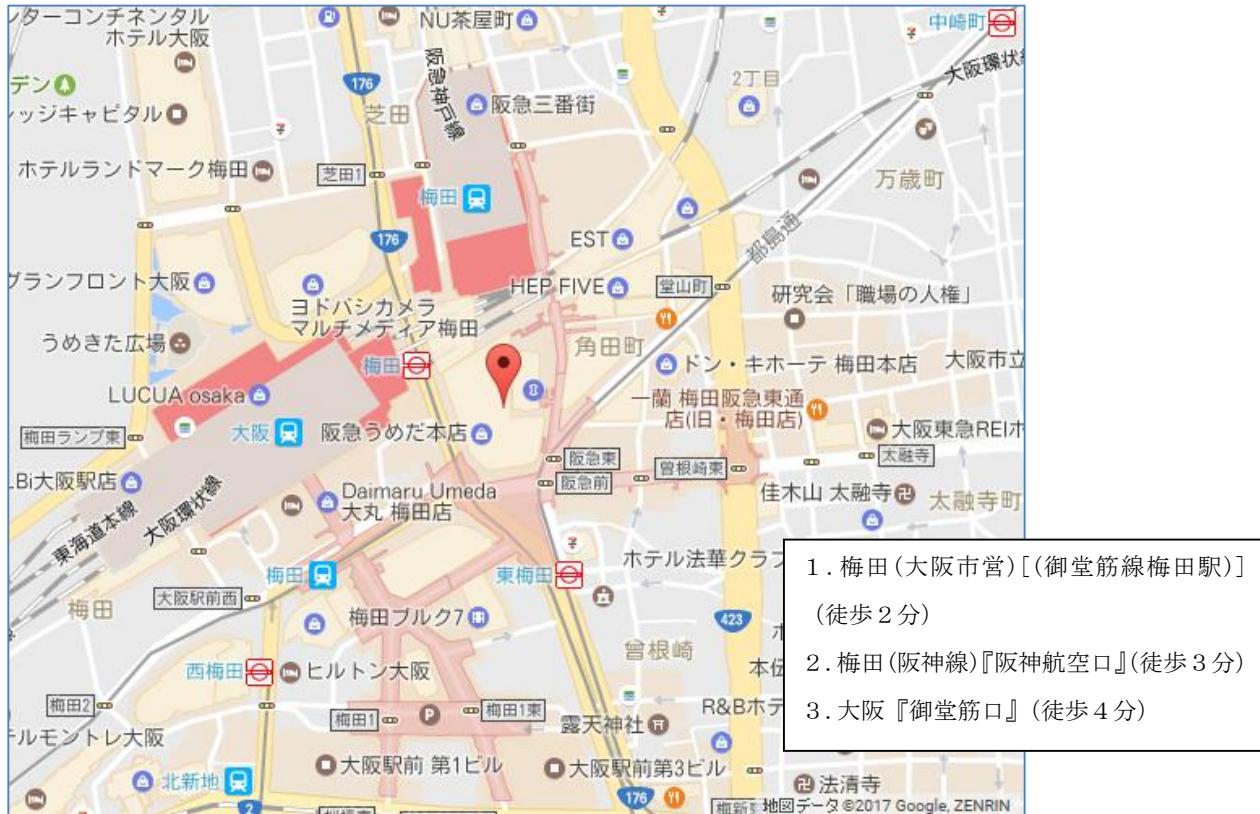 ンターコンチネンタル
ホテル大阪
NU茶屋町
中崎町
176
阪急神戸線
大阪環状
デン
2丁目
ッジキャピタル
芝田
阪急三番街
ホテルランドマーク梅田
芝田1
梅田
万歳町
176
EST
都島通
グランフロント大阪
HEP FIVE
堂山町
研究会「職場の人権」
ヨドバシカメラ
マルチメディア梅田
うめきた広場
角田町
梅田
ドン・キホーテ 梅田本店
大阪市立
LUCUA osaka
一蘭 梅田阪急東通
店(旧・梅田店)
梅田ランプ東
大阪
阪急うめだ本店
大阪東急REIホ
阪急東
曾根崎東
太融寺
阪急前
.Bi大阪駅店
Daimaru Umeda
大丸 梅田店
佳木山 太融寺
太融寺町
東海道本線
大阪環状線
ホテル法華クラブ
梅田
東梅田
大阪駅前西
梅田
梅田ブルク7
423
曾根崎
西梅田
ヒルトン大阪
本伝
梅田2
梅田1
P
梅田1東
R&Bホテ
露天神社
テルモントレ大阪
大阪駅前 第1ビル
大阪駅前第3ビル
北新地
法清寺
2
176
梅新
地図データ ©2017 Google, ZENRIN
1.梅田(大阪市営)[(御堂筋線梅田駅)]
(徒歩2分)
2.梅田(阪神線)『阪神航空口』(徒歩3分)
3.大阪『御堂筋口』(徒歩4分)